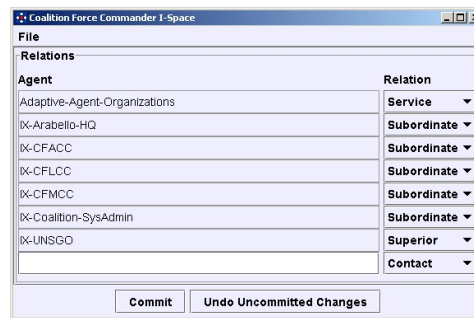 Coalition Force Commander I-Space
File
Relations
Agent Relation
Adaptive-Agent-Organizations Service
IX-Arabello-HQ Subordinate
IX-CFACC Subordinate
IX-CFLCC Subordinate
IX-CFMCC Subordinate
IX-Coalition-SysAdmin Subordinate
IX-UNSGO Superior
Contact
Commit Undo Uncommitted Changes